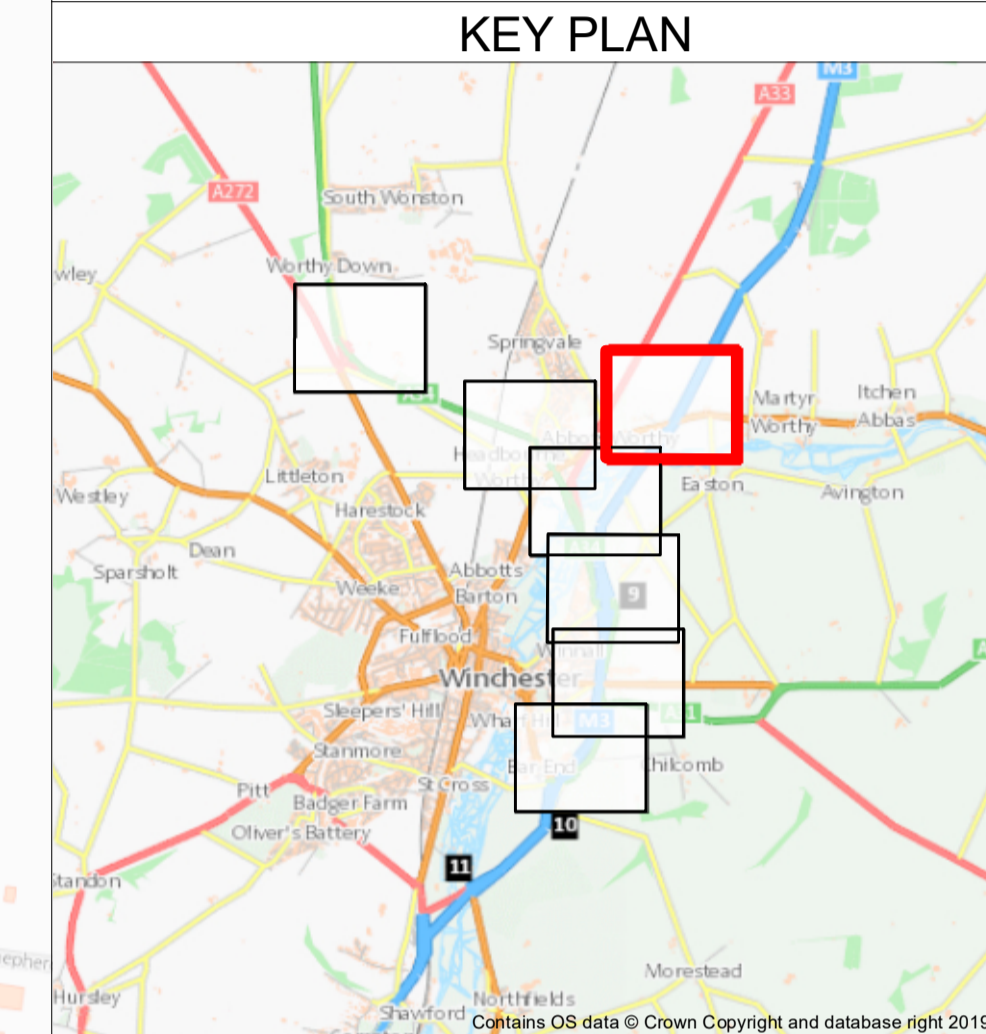 KEY PLAN
M3
A33
A272
South Wonston
Worthy Down
wley
Springvale
A34
Martyr
Worthy
Itchen
Abbas
Abbots Worthy
Headbourne
Worthy
Littleton
Easton
Avington
Westley
Harestock
Dean
Sparsholt
Abbotts
Barton
Weeke
9
Fulflood
Winnall
Winchester
Sleepers' Hill
Wharf Hill
M3
A31
Stanmore
Bar End
Chilcomb
St Cross
Pitt
Badger Farm
Oliver's Battery
10
11
Standon
epher
Morestead
Hursley
Northfields
Shawford
Contains OS data © Crown Copyright and database right 2019